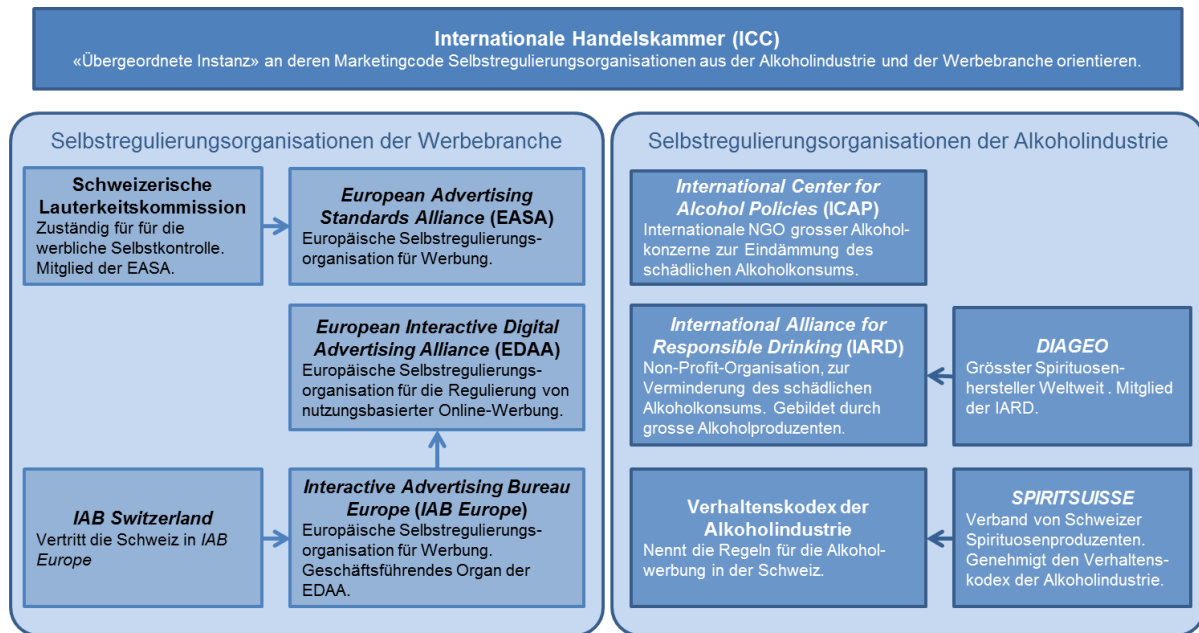 Internationale Handelskammer (ICC)
«Übergeordnete Instanz» an deren Marketingcode Selbstregulierungsorganisationen aus der Alkoholindustrie und der Werbebranche orientieren.
Selbstregulierungsorganisationen der Werbebranche
Schweizerische
Lauterkeitskommission
Zuständig für für die
werbliche Selbstkontrolle.
Mitglied der EASA.
European Advertising
Standards Alliance (EASA)
Europäische Selbstregulierungs-
organisation für Werbung.
European Interactive Digital
Advertising Alliance (EDAA)
Europäische Selbstregulierungs-
organisation für die Regulierung von
nutzungsbasierter Online-Werbung.
IAB Switzerland
Vertritt die Schweiz in IAB
Europe
Interactive Advertising Bureau
Europe (IAB Europe)
Europäische Selbstregulierungs-
organisation für Werbung.
Geschäftsführendes Organ der
EDAA.
Selbstregulierungsorganisationen der Alkoholindustrie
International Center for
Alcohol Policies (ICAP)
Internationale NGO grosser Alkohol-
konzerne zur Eindämmung des
schädlichen Alkoholkonsums.
International Alliance for
Responsible Drinking (IARD)
Non-Profit-Organisation, zur
Verminderung des schädlichen
Alkoholkonsums. Gebildet durch
grosse Alkoholproduzenten.
DIAGEO
Grösster Spirituosen-
hersteller Weltweit . Mitglied
der IARD.
Verhaltenskodex der
Alkoholindustrie
Nennt die Regeln für die Alkohol-
werbung in der Schweiz.
SPIRITSUISSE
Verband von Schweizer
Spirituosenproduzenten.
Genehmigt den Verhaltens-
kodex der Alkoholindustrie.